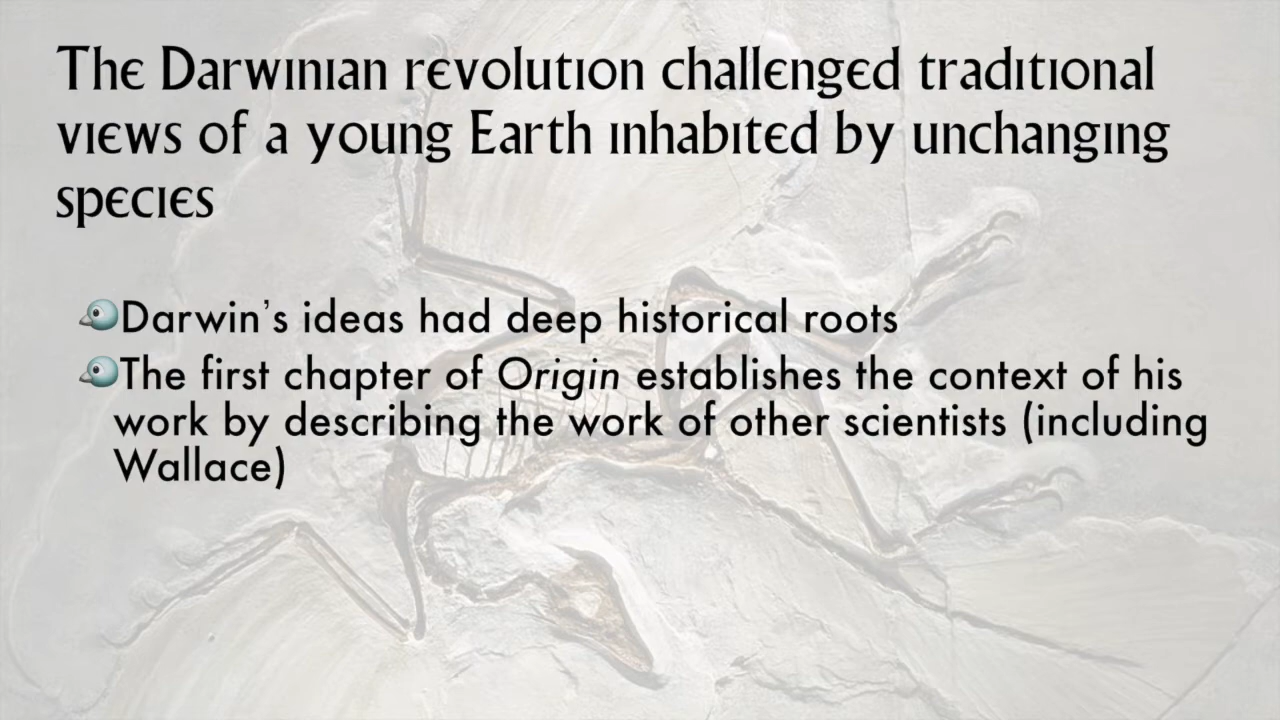 The Darwinian revolution challenged traditional
views of a young Earth inhabited by unchanging
species
Darwin's ideas had deep historical roots
The first chapter of Origin establishes the context of his
work by describing the work of other scientists (including
Wallace)